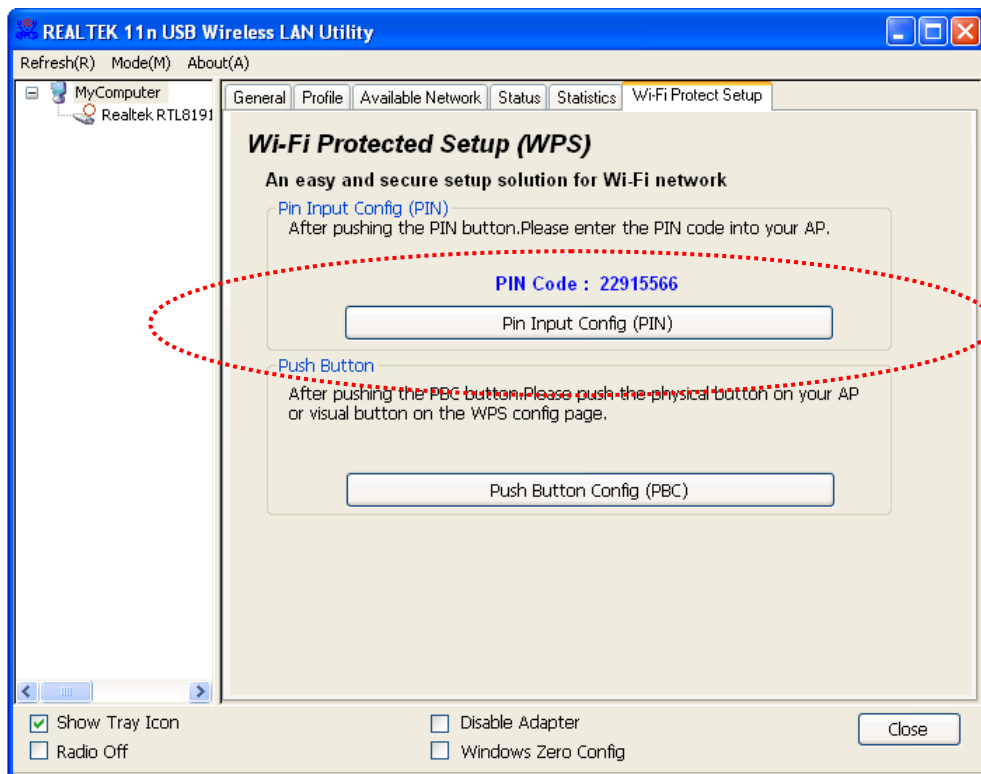 REALTEK 11n USB Wireless LAN Utility
Refresh(R) Mode(M) About(A)
MyComputer
Realtek RTL8191
General Profile Available Network Status Statistics Wi-Fi Protect Setup
Wi-Fi Protected Setup (WPS)
An easy and secure setup solution for Wi-Fi network
Pin Input Config (PIN)
After pushing the PIN button.Please enter the PIN code into your AP.
PIN Code : 22915566
Pin Input Config (PIN)
Push Button
After pushing the PBC button.Please push the physical button on your AP
or visual button on the WPS config page.
Push Button Config (PBC)
Show Tray Icon
Disable Adapter
Close
Radio Off
Windows Zero Config